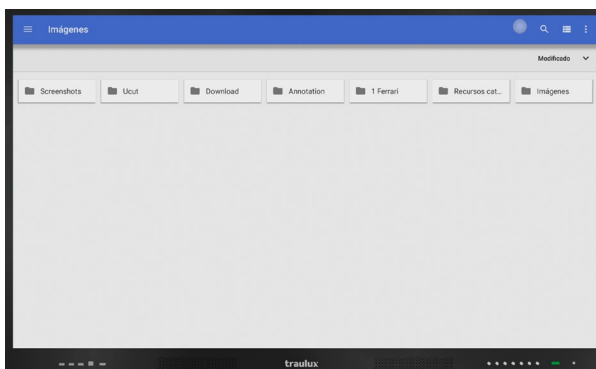 Imágenes
Modificado
Screenshots
Ucut
Download
Annotation
1 Ferrari
Recursos cat...
Imágenes
traulux